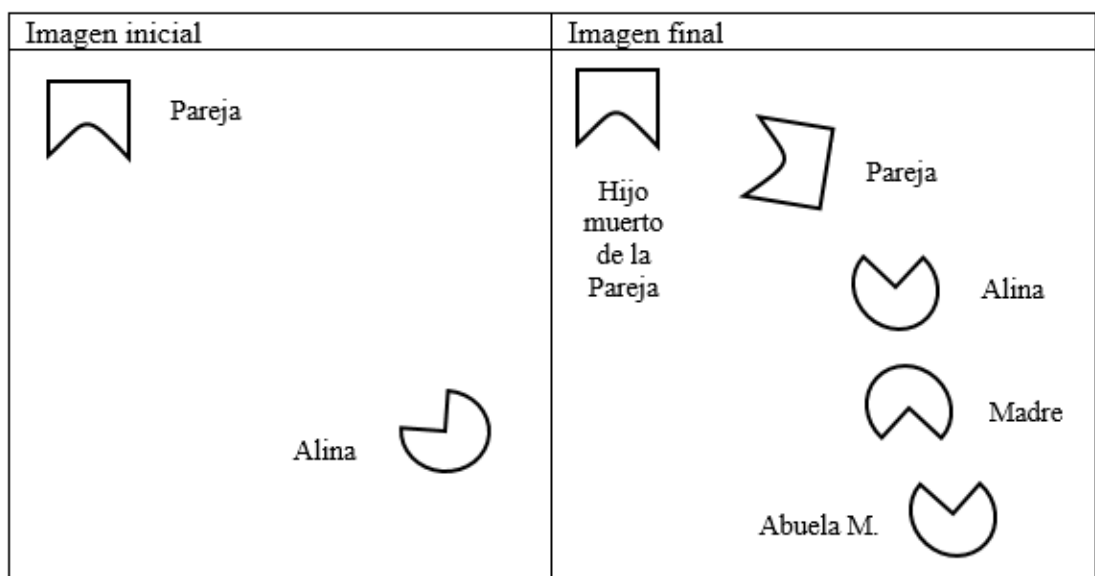 Imagen inicial
Imagen final
Pareja
Alina
Hijo
muerto
de la
Pareja
Pareja
Alina
Madre
Abuela M.